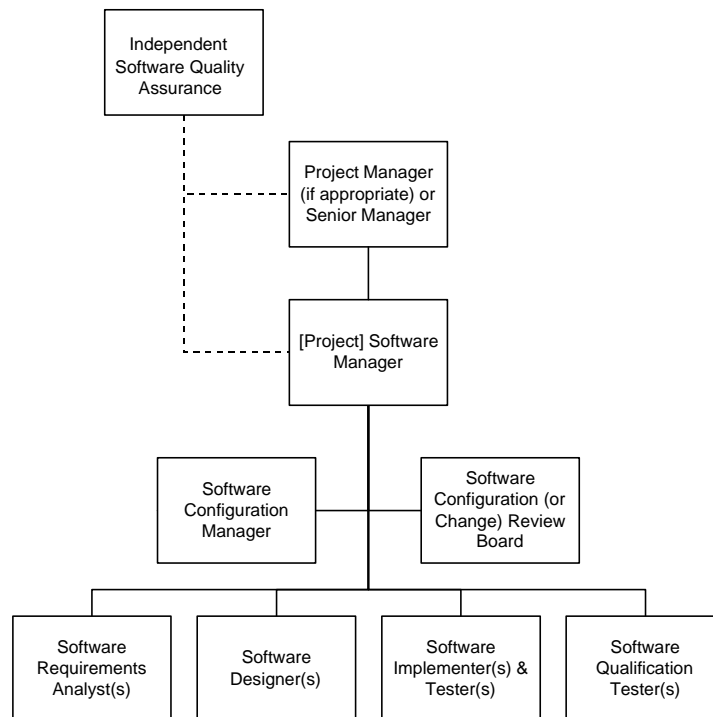 Independent
Software Quality
Assurance
Project Manager
(if appropriate) or
Senior Manager
[Project] Software
Manager
Software
Configuration
Manager
Software
Configuration (or
Change) Review
Board
Software
Requirements
Analyst(s)
Software
Designer(s)
Software
Implementer(s) &
Tester(s)
Software
Qualification
Tester(s)